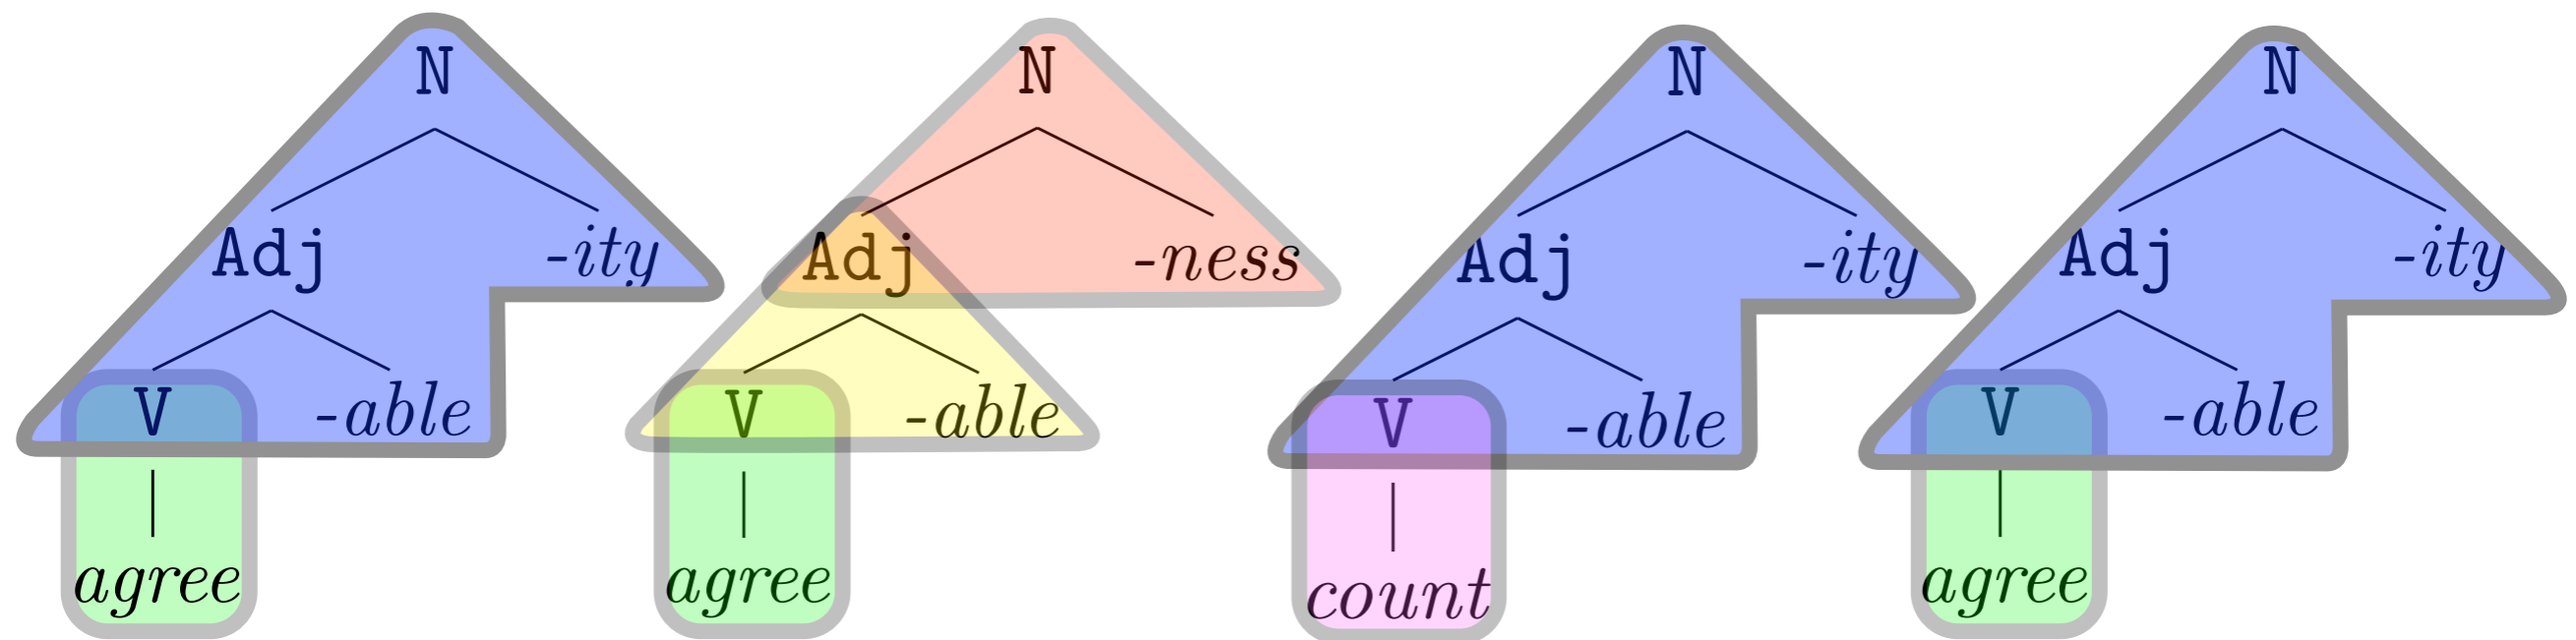 N N N N
Adj -ity Adj -ness Adj -ity Adj -ity
V -able V -able V -able V -able
agree agree count agree